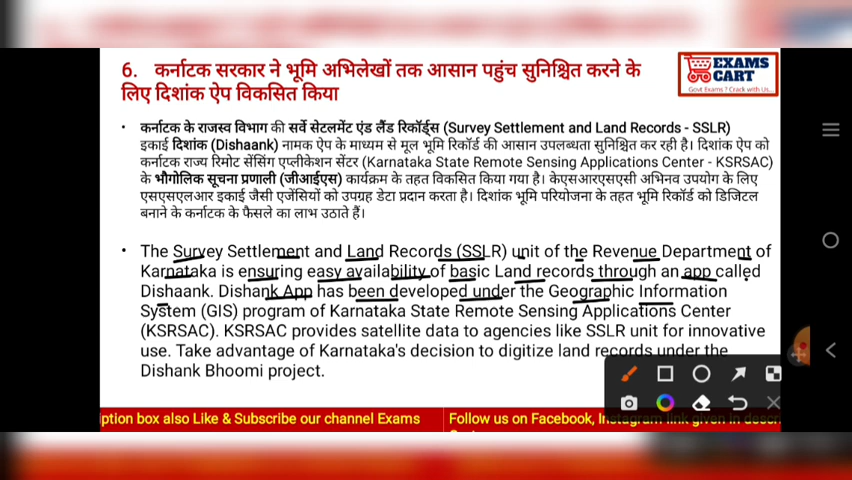 6. कर्नाटक सरकार ने भूमि अभिलेखों तक आसान पहुंच सुनिश्चित करने के
लिए दिशांक ऐप विकसित किया
EXAMS
CART
Govt Exams ? Crack with Us...
• कर्नाटक के राजस्व विभाग की सर्वे सेटलमेंट एंड लैंड रिकॉर्ड्स (Survey Settlement and Land Records - SSLR)
इकाई दिशांक (Dishaank) नामक ऐप के माध्यम से मूल भूमि रिकॉर्ड की आसान उपलब्धता सुनिश्चित कर रही है। दिशांक ऐप को
कर्नाटक राज्य रिमोट सेंसिंग एप्लीकेशन सेंटर (Karnataka State Remote Sensing Applications Center - KSRSAC)
के भौगोलिक सूचना प्रणाली (जीआईएस) कार्यक्रम के तहत विकसित किया गया है। केएसआरएसएसी अभिनव उपयोग के लिए
एसएसएलआर इकाई जैसी एजेंसियों को उपग्रह डेटा प्रदान करता है। दिशांक भूमि परियोजना के तहत भूमि रिकॉर्ड को डिजिटल
बनाने के कर्नाटक के फैसले का लाभ उठाते हैं।
• The Survey Settlement and Land Records (SSLR) unit of the Revenue Department of
Karnataka is ensuring easy availability of basic Land records through an app called
Dishaank. Dishank App has been developed under the Geographic Information
System (GIS) program of Karnataka State Remote Sensing Applications Center
(KSRSAC). KSRSAC provides satellite data to agencies like SSLR unit for innovative
use. Take advantage of Karnataka's decision to digitize land records under the
Dishank Bhoomi project.
ption box also Like & Subscribe our channel Exams
Follow us on Facebook, Instagram link given in descri